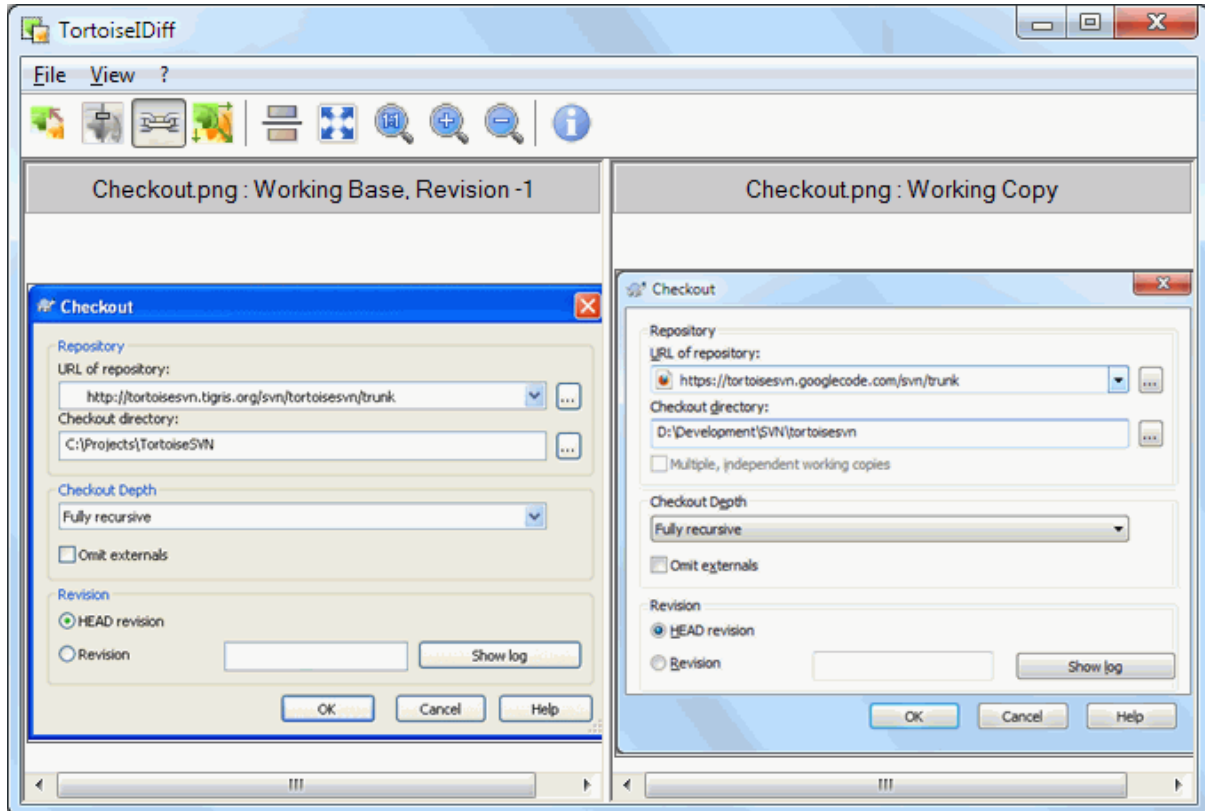 TortoiseIDiff
File View ?
1:1
Checkout.png : Working Base, Revision -1
Checkout
Repository
URL of repository:
http://tortoisesvn.tigris.org/svn/tortoisesvn/trunk
...
Checkout directory:
C:\Projects\TortoiseSVN
...
Checkout Depth
Fully recursive
Omit externals
Revision
HEAD revision
Revision
Show log
OK Cancel Help
Checkout.png : Working Copy
Checkout
Repository
URL of repository:
https://tortoisesvn.googlecode.com/svn/trunk
...
Checkout directory:
D:\Development\SVN\tortoisesvn
...
Multiple, independent working copies
Checkout Depth
Fully recursive
Omit externals
Revision
HEAD revision
Revision
Show log
OK Cancel Help